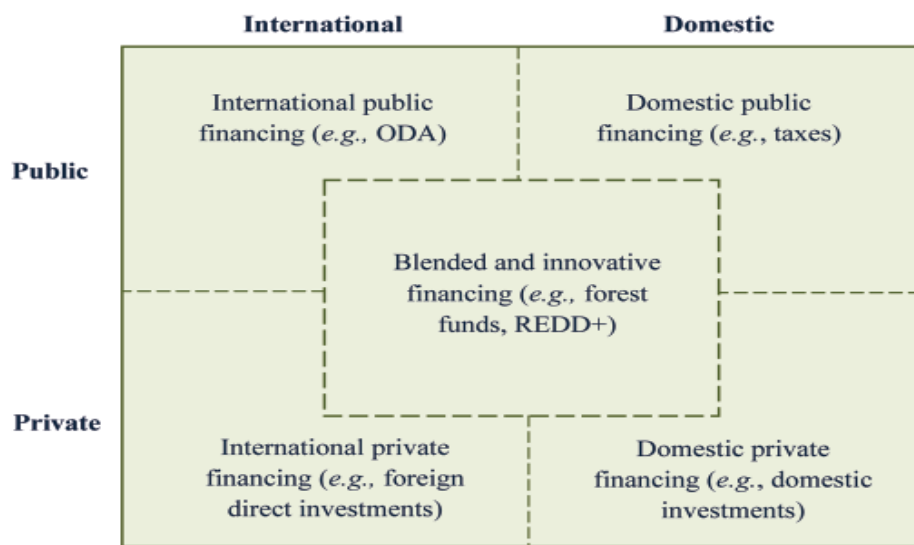 International
Domestic
International public
financing (e.g., ODA)
Domestic public
financing (e.g., taxes)
Public
Blended and innovative
financing (e.g., forest
funds, REDD+)
Private
International private
financing (e.g., foreign
direct investments)
Domestic private
financing (e.g., domestic
investments)